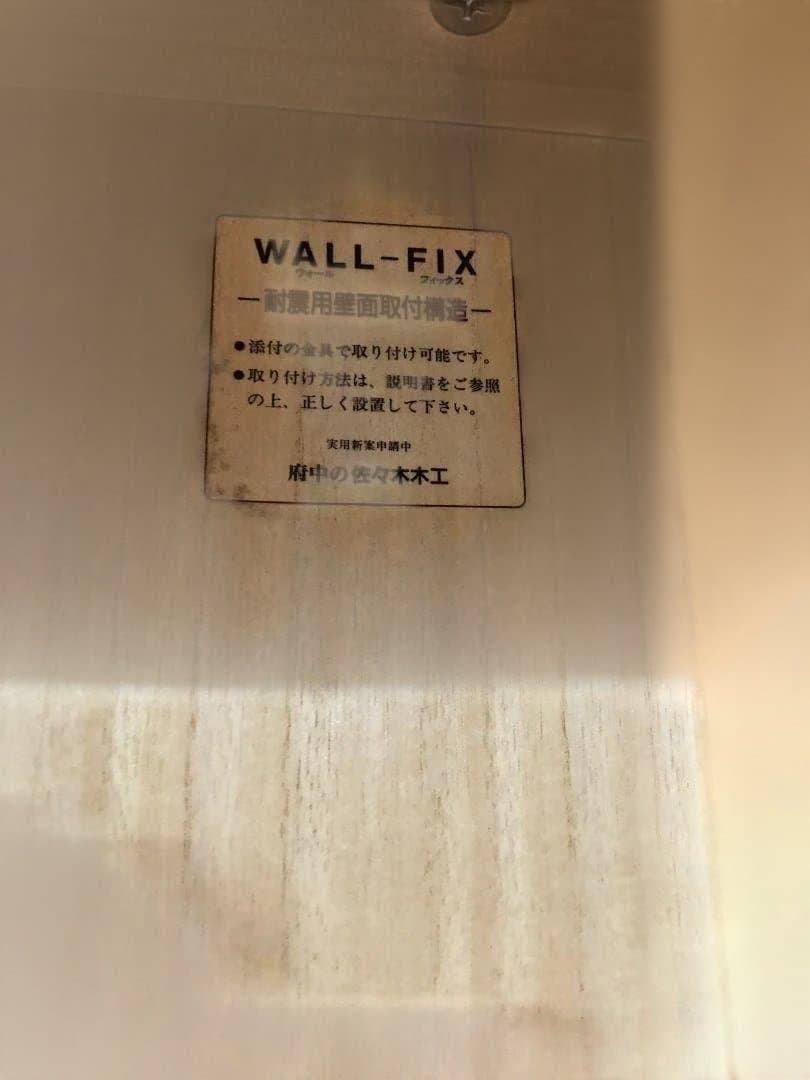 WALL-FIX
ウォール フィックス
ー耐震用壁面取付構造ー
●添付の金具で取り付け可能です。
●取り付け方法は、説明書をご参照
の上、正しく設置して下さい。
実用新案申請中
府中の佐々木木工